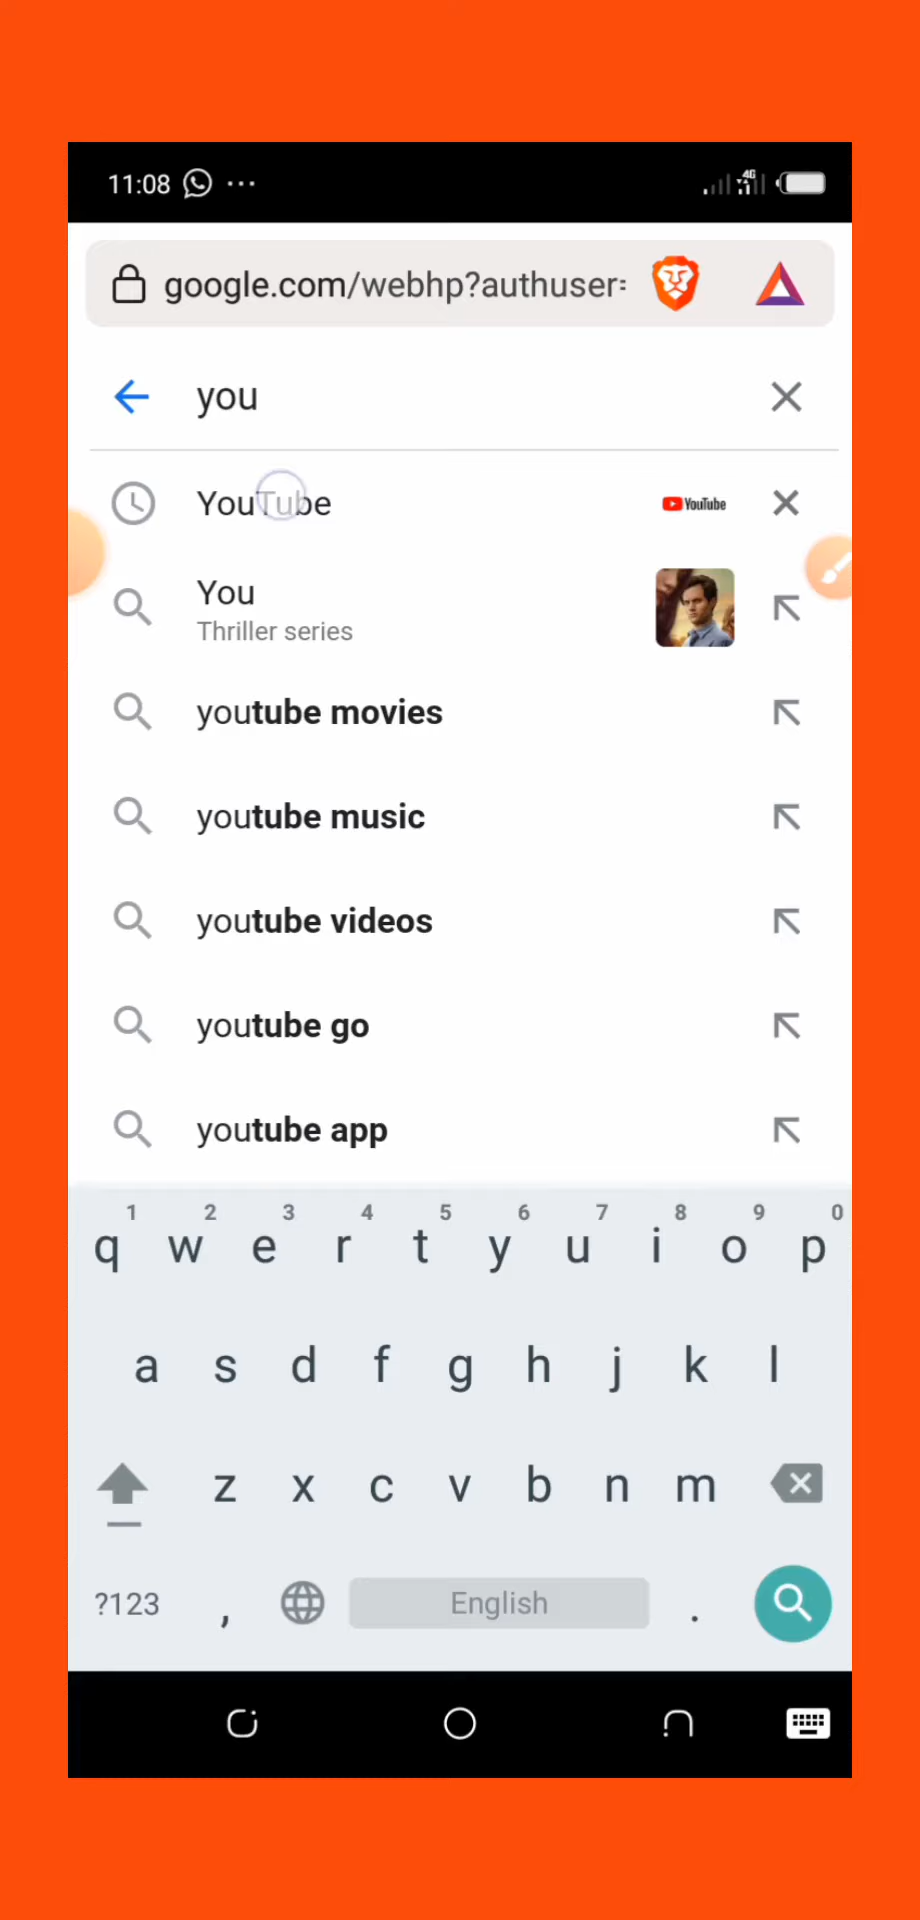 11:08
4G
google.com/webhp?authuser=
you
YouTube
YouTube
You
Thriller series
youtube movies
youtube music
youtube videos
youtube go
youtube app
1 2 3 4 5 6 7 8 9 0
q w e r t y u i o p
a s d f g h j k l
z x c v b n m
?123 , English .